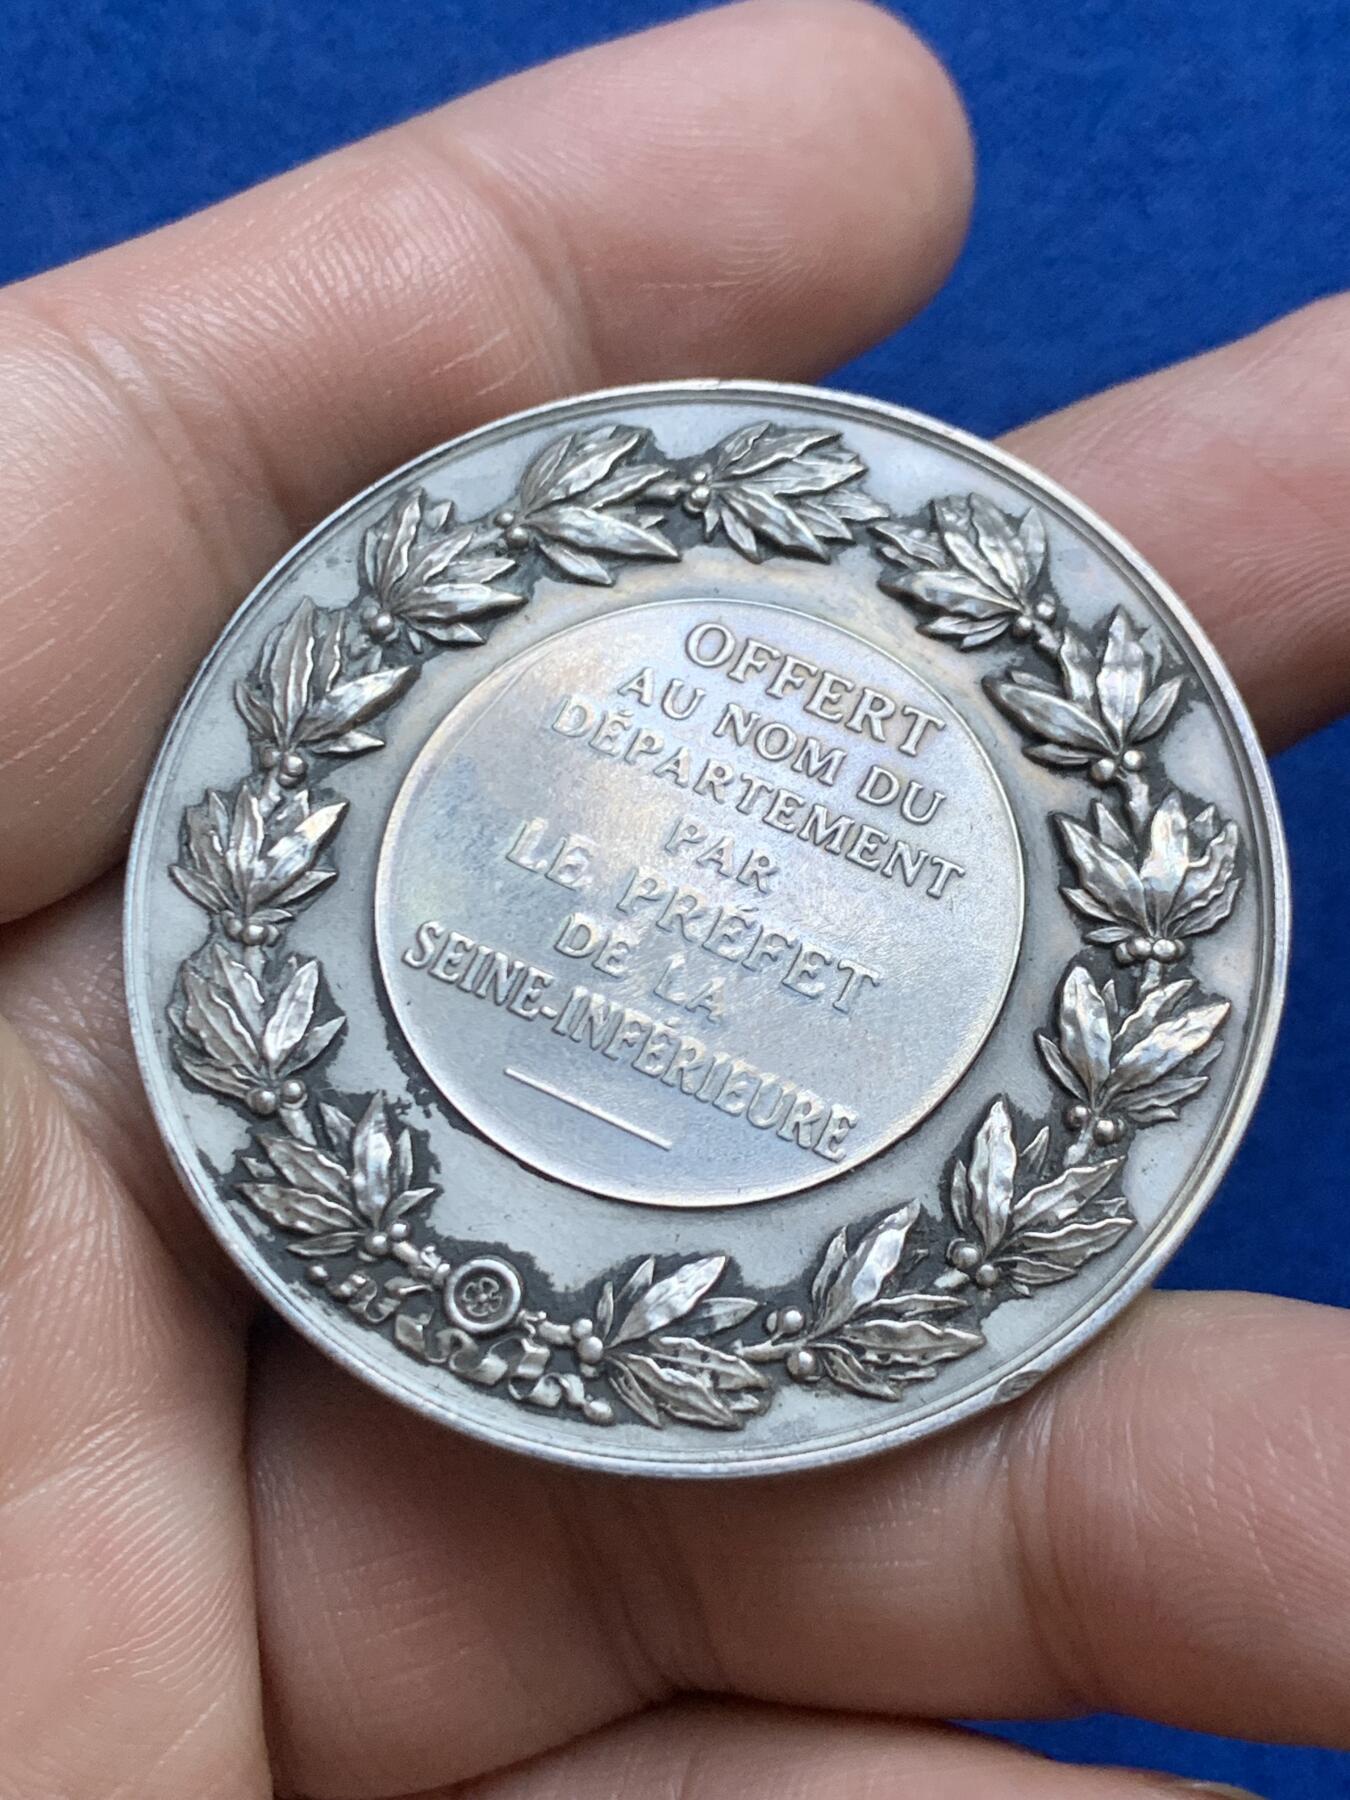 OFFERT
AU NOM DU
DÉPARTEMENT
PAR
LE PRÉFET
DE LA
SEINE-INFÉRIEURE